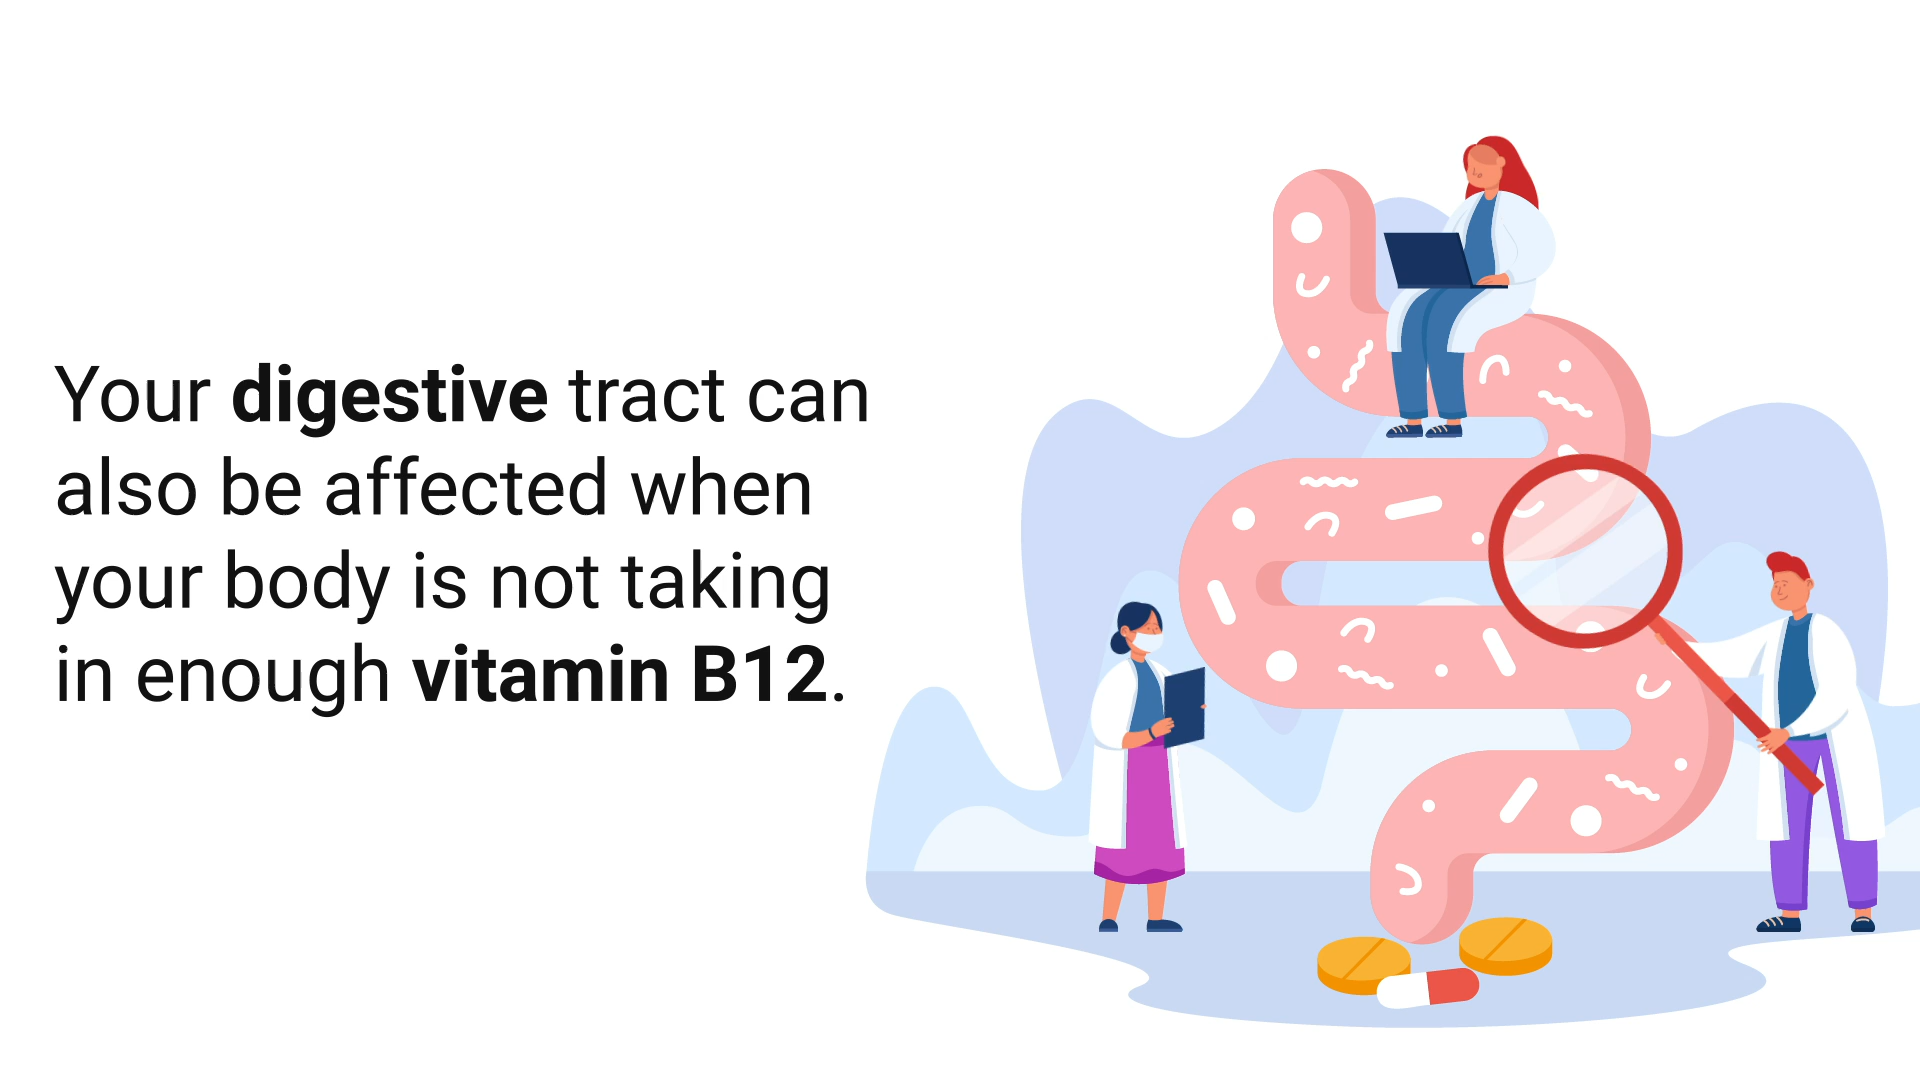 Your digestive tract can
also be affected when
your body is not taking
in enough vitamin B12.